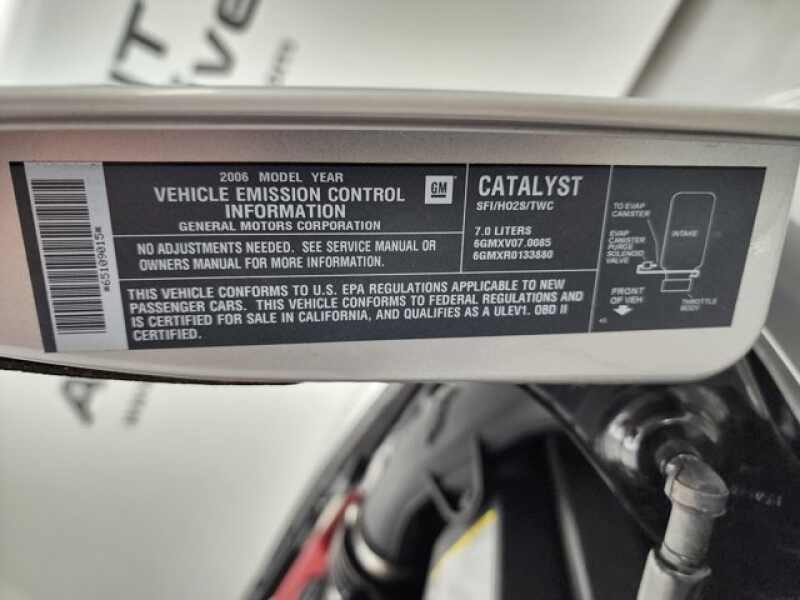 2006 MODEL YEAR
VEHICLE EMISSION CONTROL
INFORMATION
GENERAL MOTORS CORPORATION
GM
NO ADJUSTMENTS NEEDED. SEE SERVICE MANUAL OR
OWNERS MANUAL FOR MORE INFORMATION.
CATALYST
SFI/HO2S/TWC
7.0 LITERS
6GMXV07.0085
6GMXR0133880
THIS VEHICLE CONFORMS TO U.S. EPA REGULATIONS APPLICABLE TO NEW
PASSENGER CARS. THIS VEHICLE CONFORMS TO FEDERAL REGULATIONS AND
IS CERTIFIED FOR SALE IN CALIFORNIA, AND QUALIFIES AS A ULEV1. OBD II
CERTIFIED.
TO EVAP
CANISTER
EVAP
CANISTER
PURGE
SOLENOID
VALVE
INTAKE
FRONT
OF VEH
THROTTLE
BODY
*65109015*